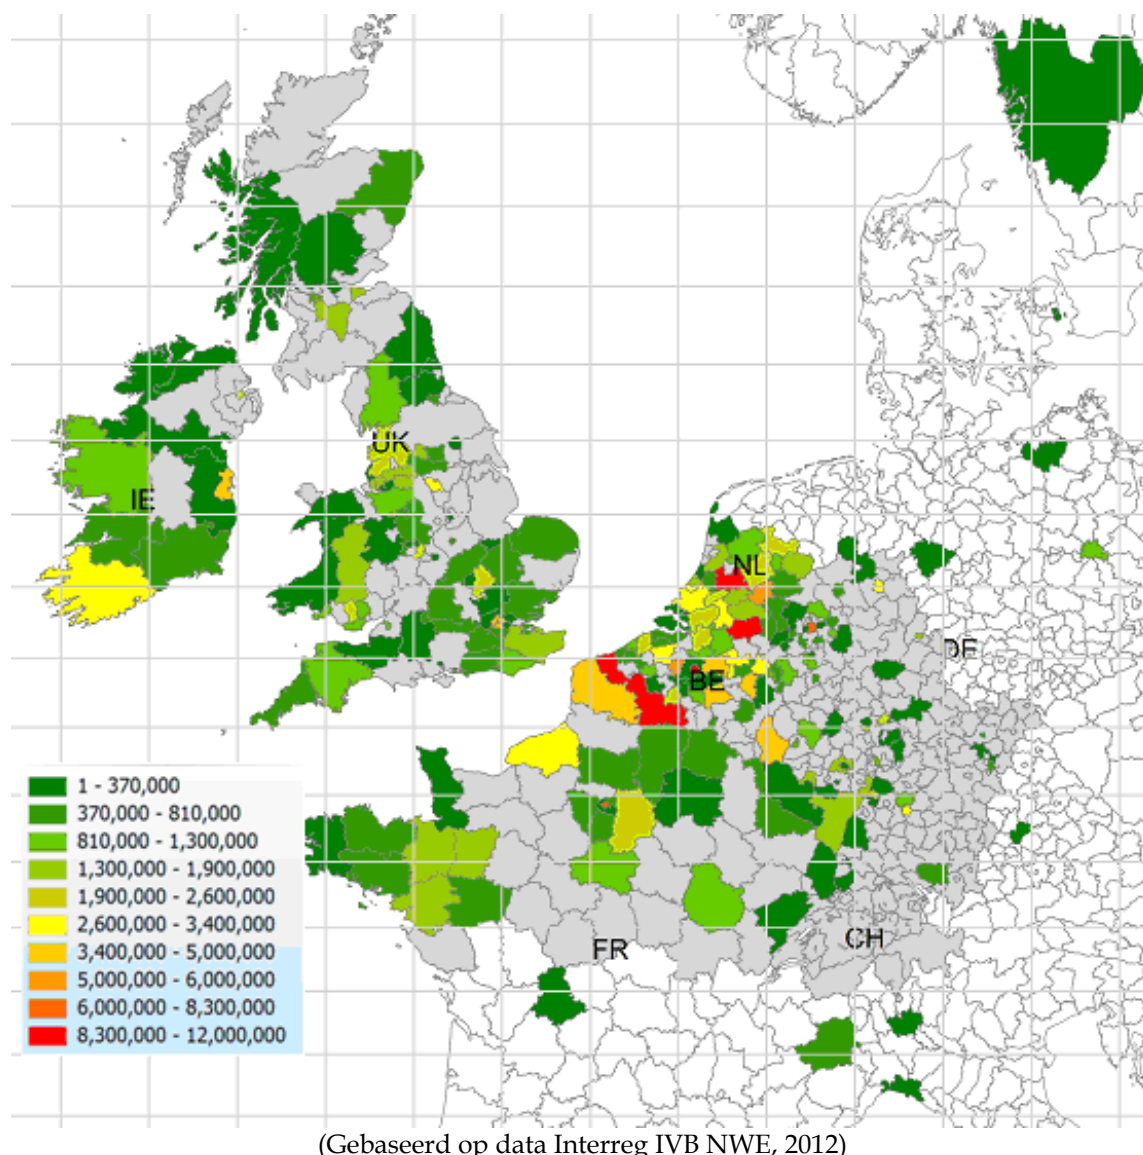 UK
IE
NL
DE
BE
1 - 370,000
370,000 - 810,000
810,000 - 1,300,000
1,300,000 - 1,900,000
1,900,000 - 2,600,000
2,600,000 - 3,400,000
3,400,000 - 5,000,000
5,000,000 - 6,000,000
6,000,000 - 8,300,000
8,300,000 - 12,000,000
FR
CH
(Gebaseerd op data Interreg IVB NWE, 2012)